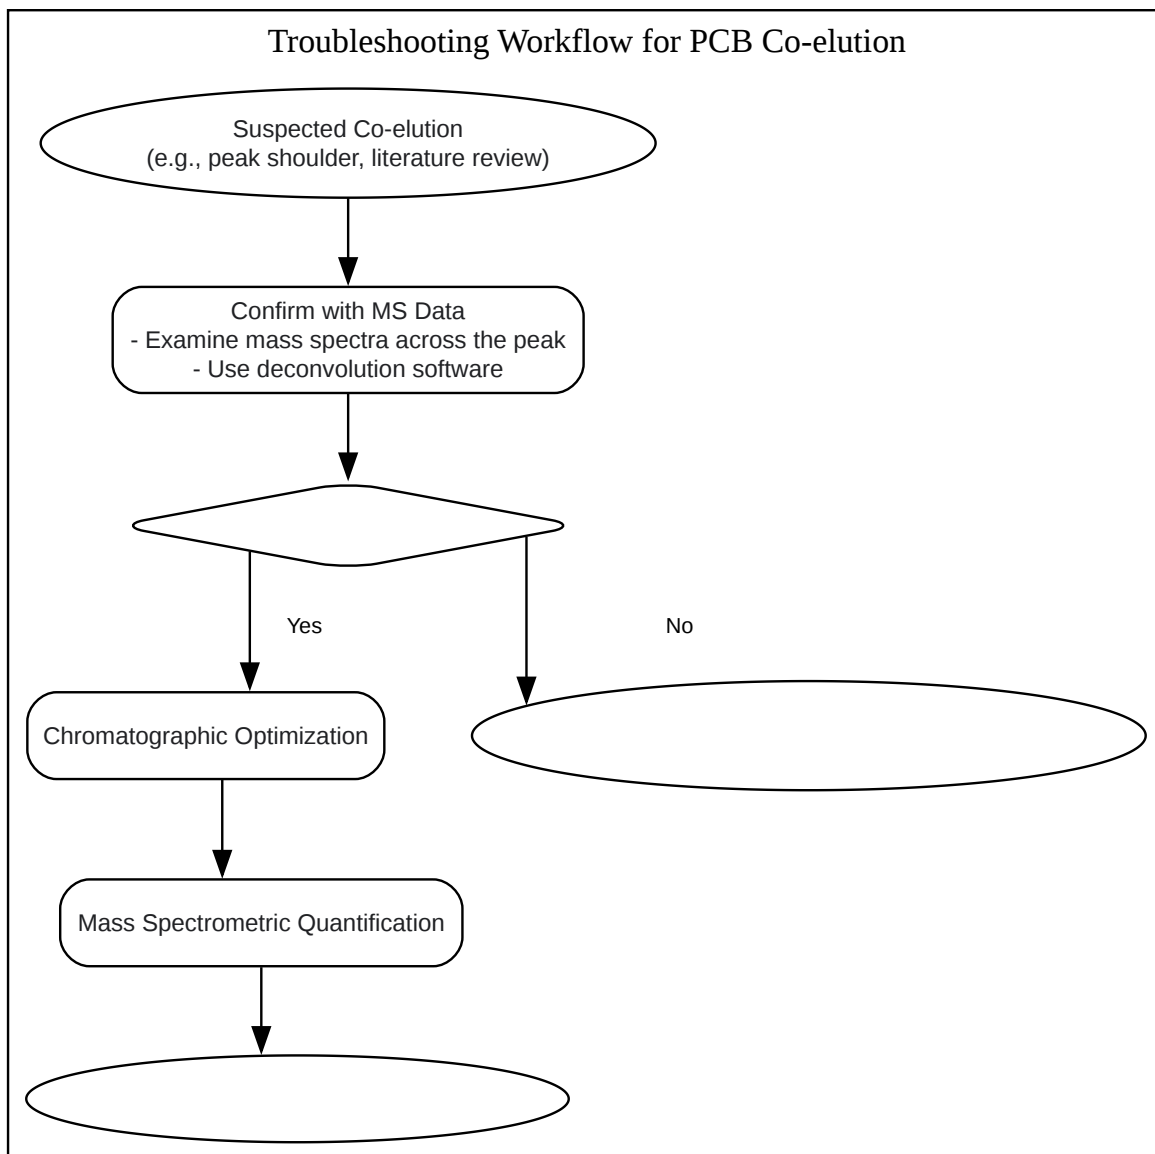 Troubleshooting Workflow for PCB Co-elution
Suspected Co-elution
(e.g., peak shoulder, literature review)
Confirm with MS Data
- Examine mass spectra across the peak
- Use deconvolution software
Yes
No
Chromatographic Optimization
Mass Spectrometric Quantification